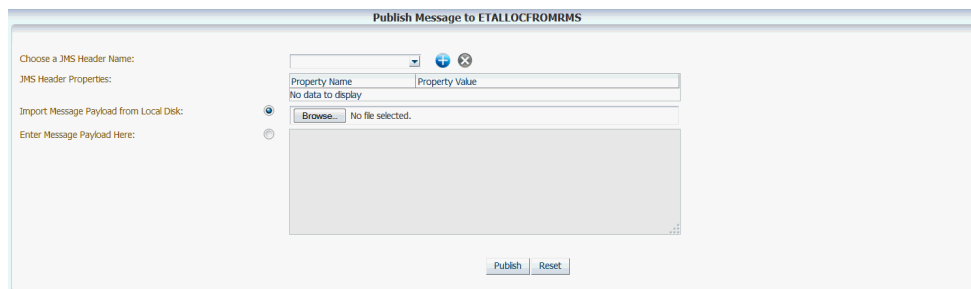 Publish Message to ETALLOCFROMRMS
Choose a JMS Header Name:
JMS Header Properties:
Property Name Property Value
No data to display
Import Message Payload from Local Disk:
Browse... No file selected.
Enter Message Payload Here:
Publish Reset